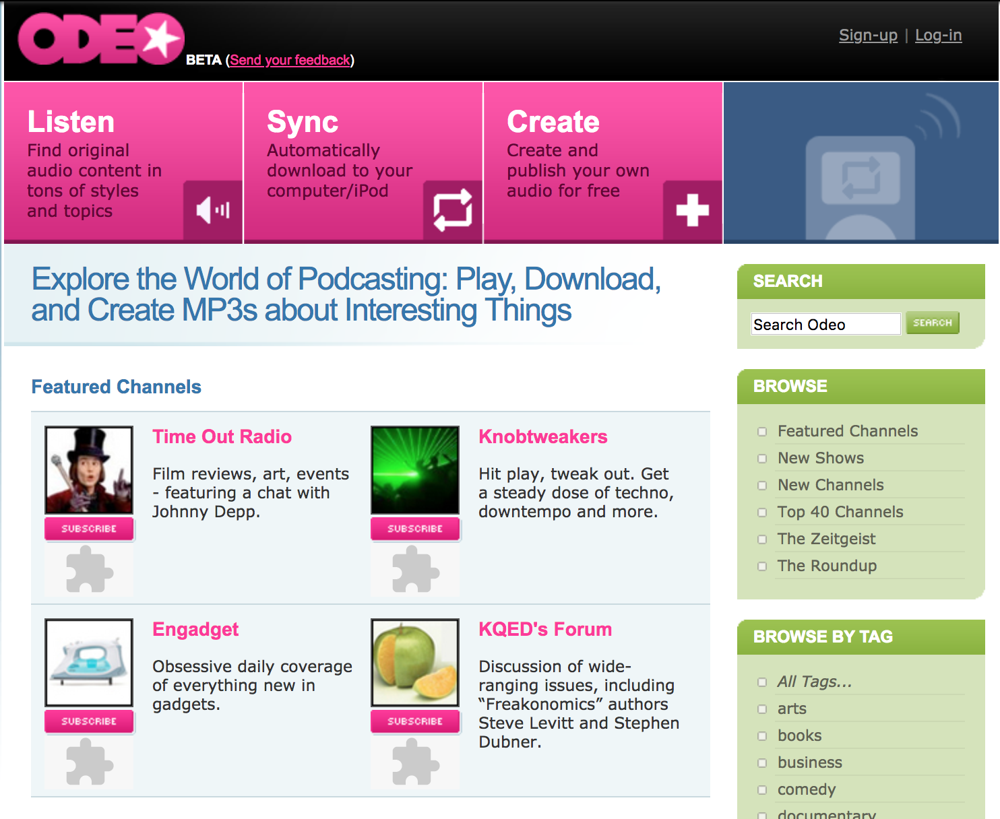 ODEO
BETA (Send your feedback)
Sign-up | Log-in
Listen
Find original
audio content in
tons of styles
and topics
Sync
Automatically
download to your
computer/iPod
Create
Create and
publish your own
audio for free
Explore the World of Podcasting: Play, Download,
and Create MP3s about Interesting Things
Featured Channels
Time Out Radio
Film reviews, art, events
- featuring a chat with
Johnny Depp.
SUBSCRIBE
Knobtweakers
Hit play, tweak out. Get
a steady dose of techno,
downtempo and more.
SUBSCRIBE
Engadget
Obsessive daily coverage
of everything new in
gadgets.
SUBSCRIBE
KQED's Forum
Discussion of wide-
ranging issues, including
“Freakonomics” authors
Steve Levitt and Stephen
Dubner.
SUBSCRIBE
SEARCH
Search Odeo
SEARCH
BROWSE
Featured Channels
New Shows
New Channels
Top 40 Channels
The Zeitgeist
The Roundup
BROWSE BY TAG
All Tags...
arts
books
business
comedy
documentary